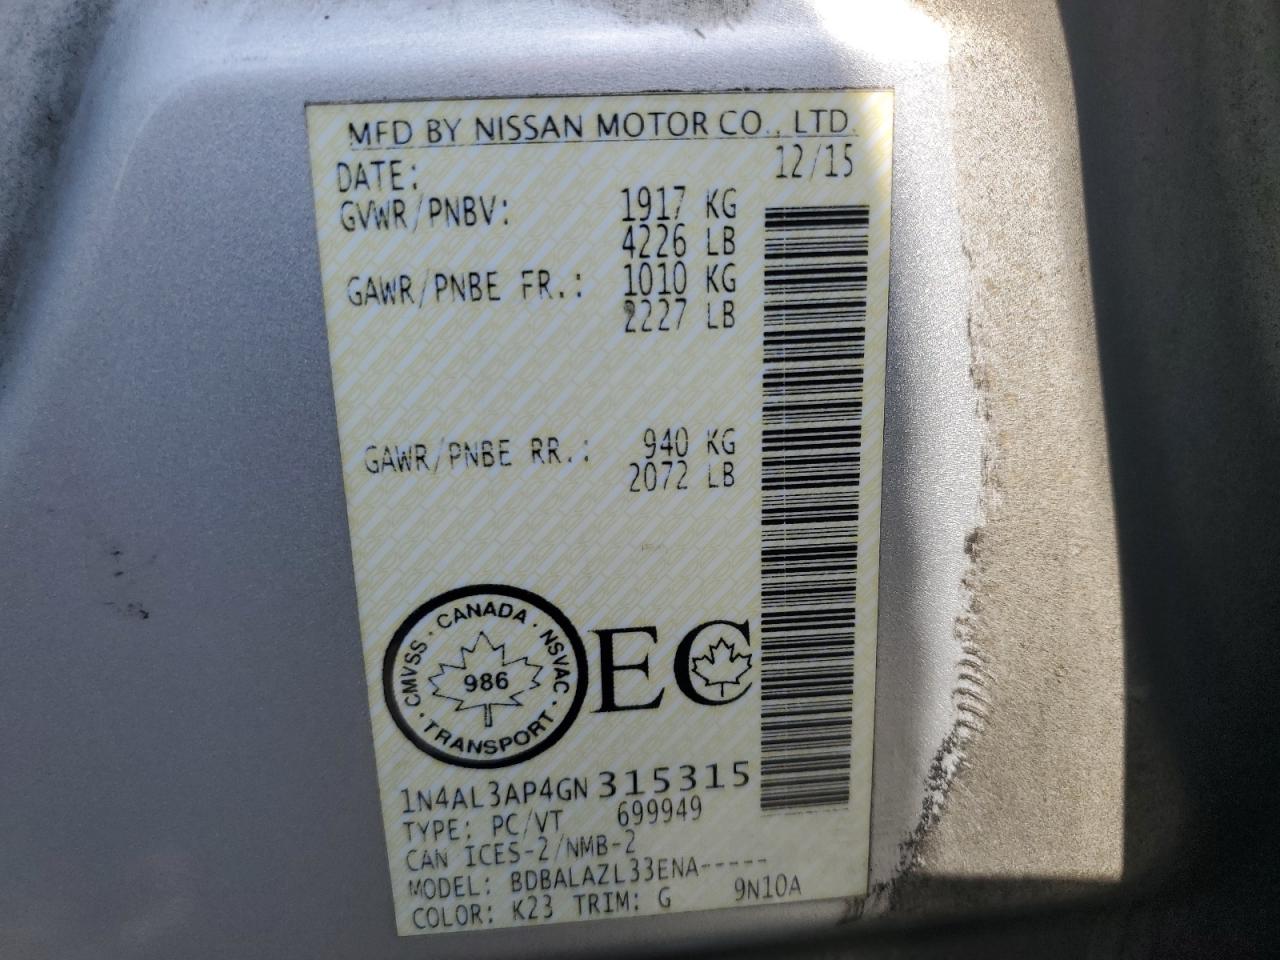 MFD BY NISSAN MOTOR CO., LTD.
DATE: 12/15
GVWR/PNBV: 1917 KG
4226 LB
GAWR/PNBE FR.: 1010 KG
2227 LB
GAWR/PNBE RR.: 940 KG
2072 LB
CMVSS · CANADA · NSVAC · TRANSPORT ·
986
EC
1N4AL3AP4GN315315
TYPE: PC/VT 699949
CAN ICES-2/NMB-2
MODEL: BDBALAZL33ENA-----
COLOR: K23 TRIM: G 9N10A